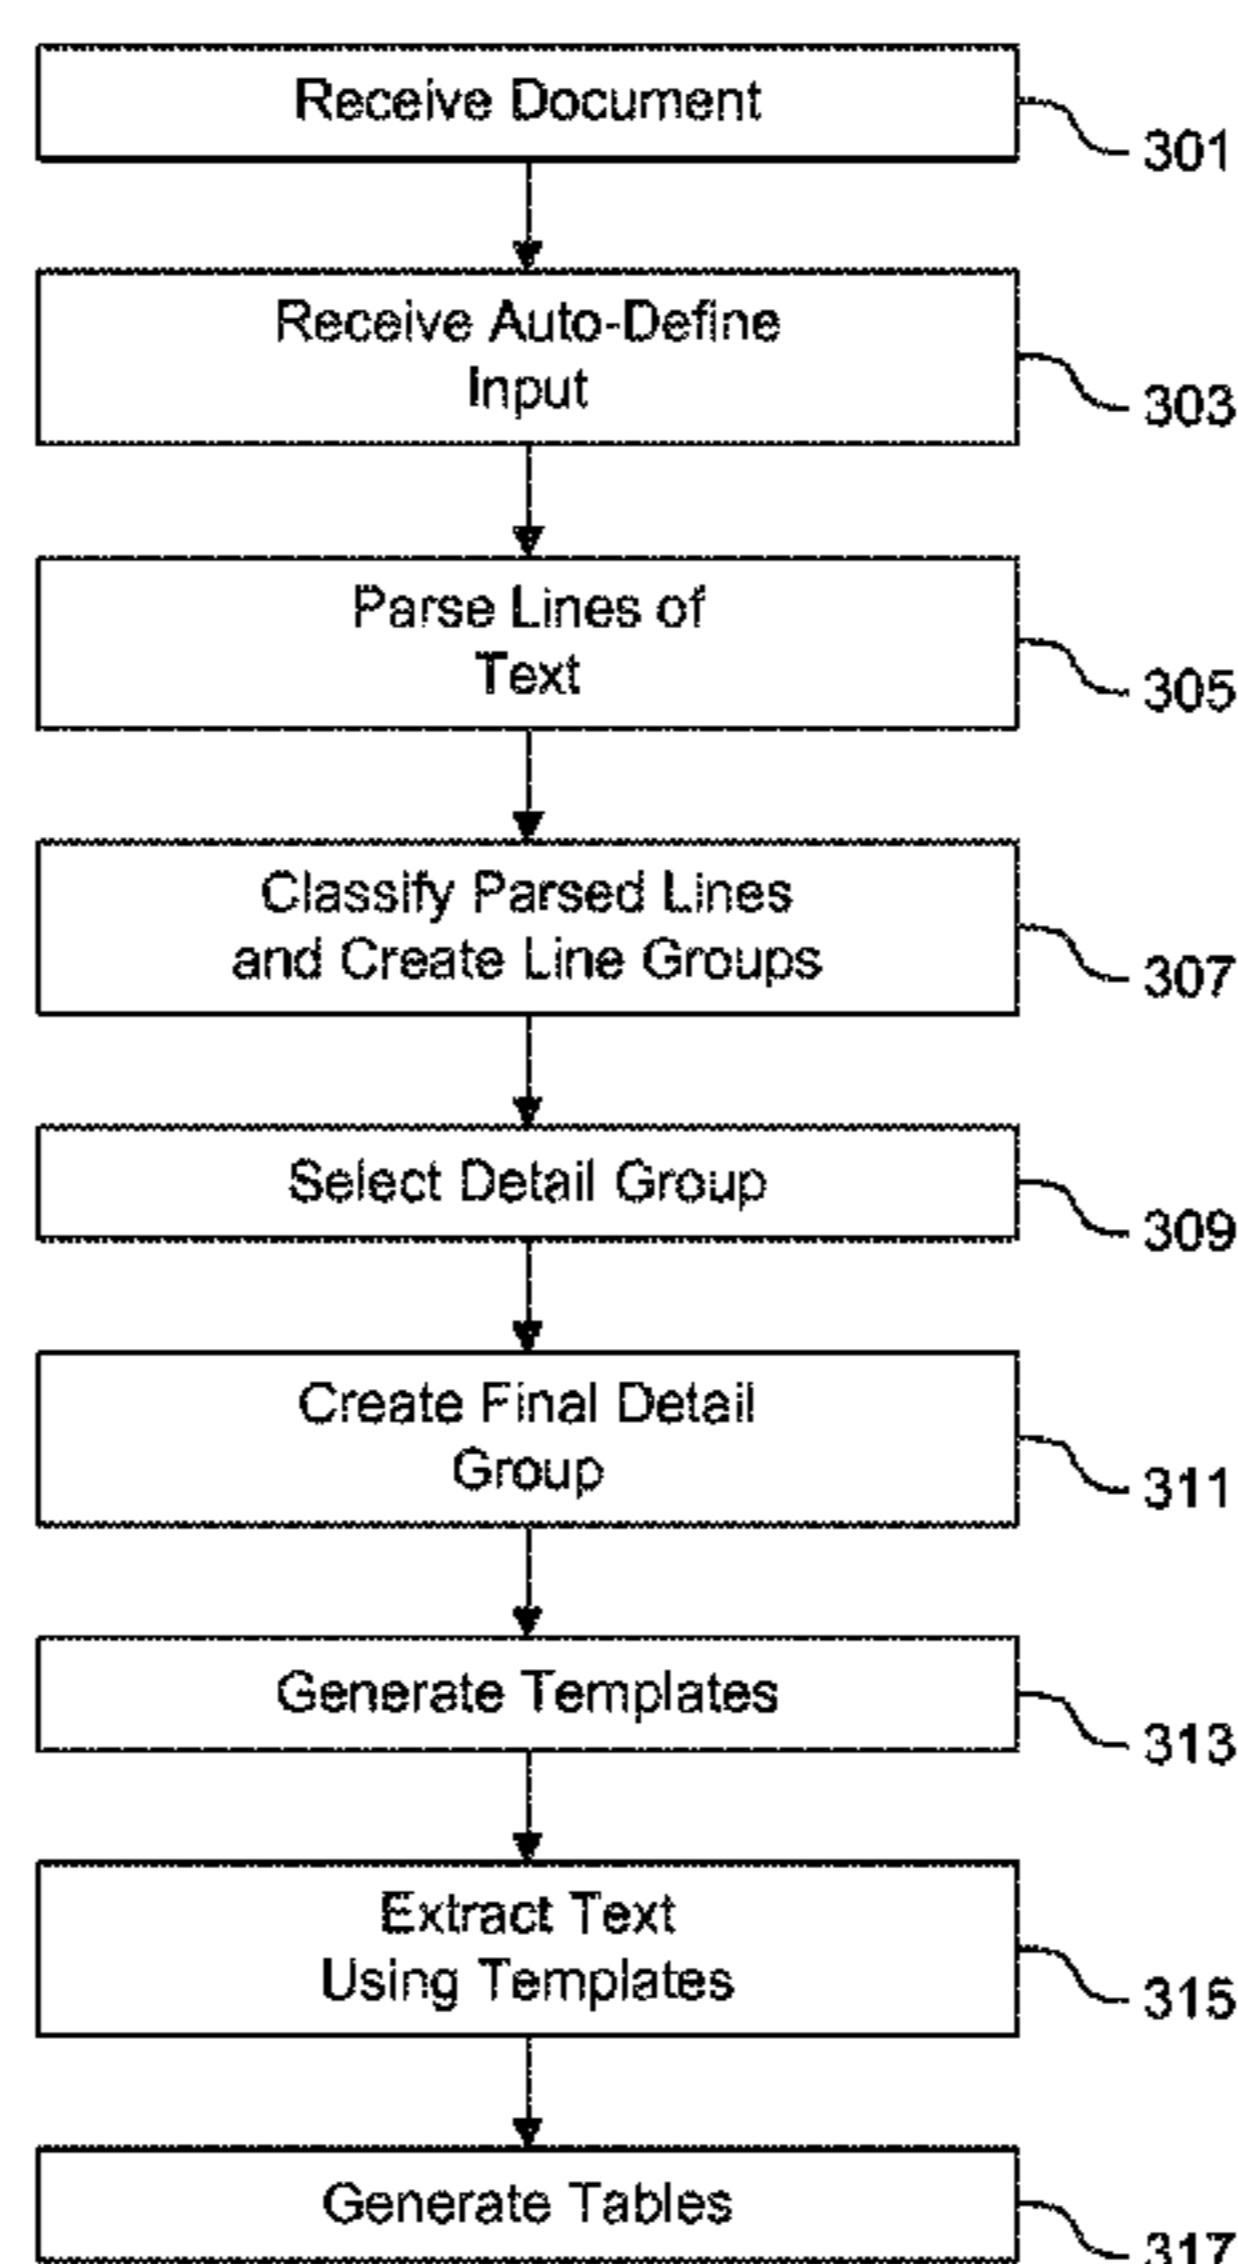 Receive Document
301
Receive Auto-Define
Input
303
Parse Lines of
Text
305
Classify Parsed Lines
and Create Line Groups
307
Select Detail Group
309
Create Final Detail
Group
311
Generate Templates
313
Extract Text
Using Templates
315
Generate Tables
317